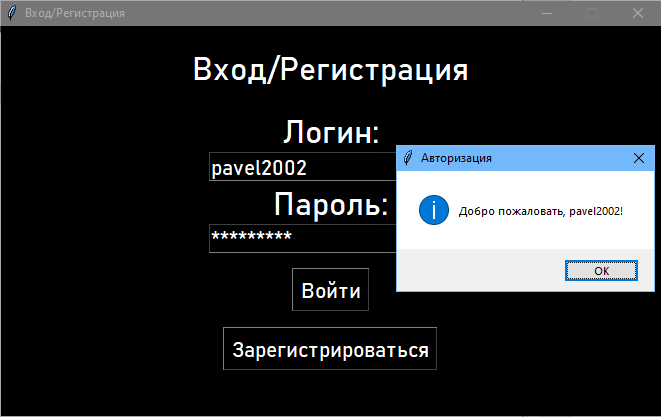 Вход/Регистрация
Вход/Регистрация
Логин:
pavel2002
Пароль:
*********
Войти
Зарегистрироваться
Авторизация
Добро пожаловать, pavel2002!
OK